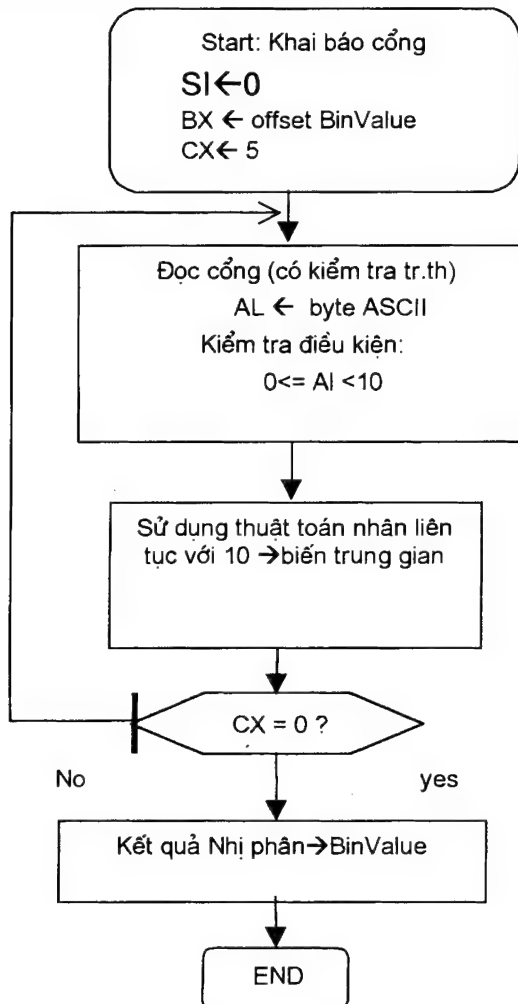 Start: Khai báo cổng
SI←0
BX ← offset BinValue
CX← 5
Đọc cổng (có kiểm tra tr.th)
AL ← byte ASCII
Kiểm tra điều kiện:
0<= Al <10
Sử dụng thuật toán nhân liên
tục với 10 →biến trung gian
CX = 0 ?
No yes
Kết quả Nhị phân→BinValue
END